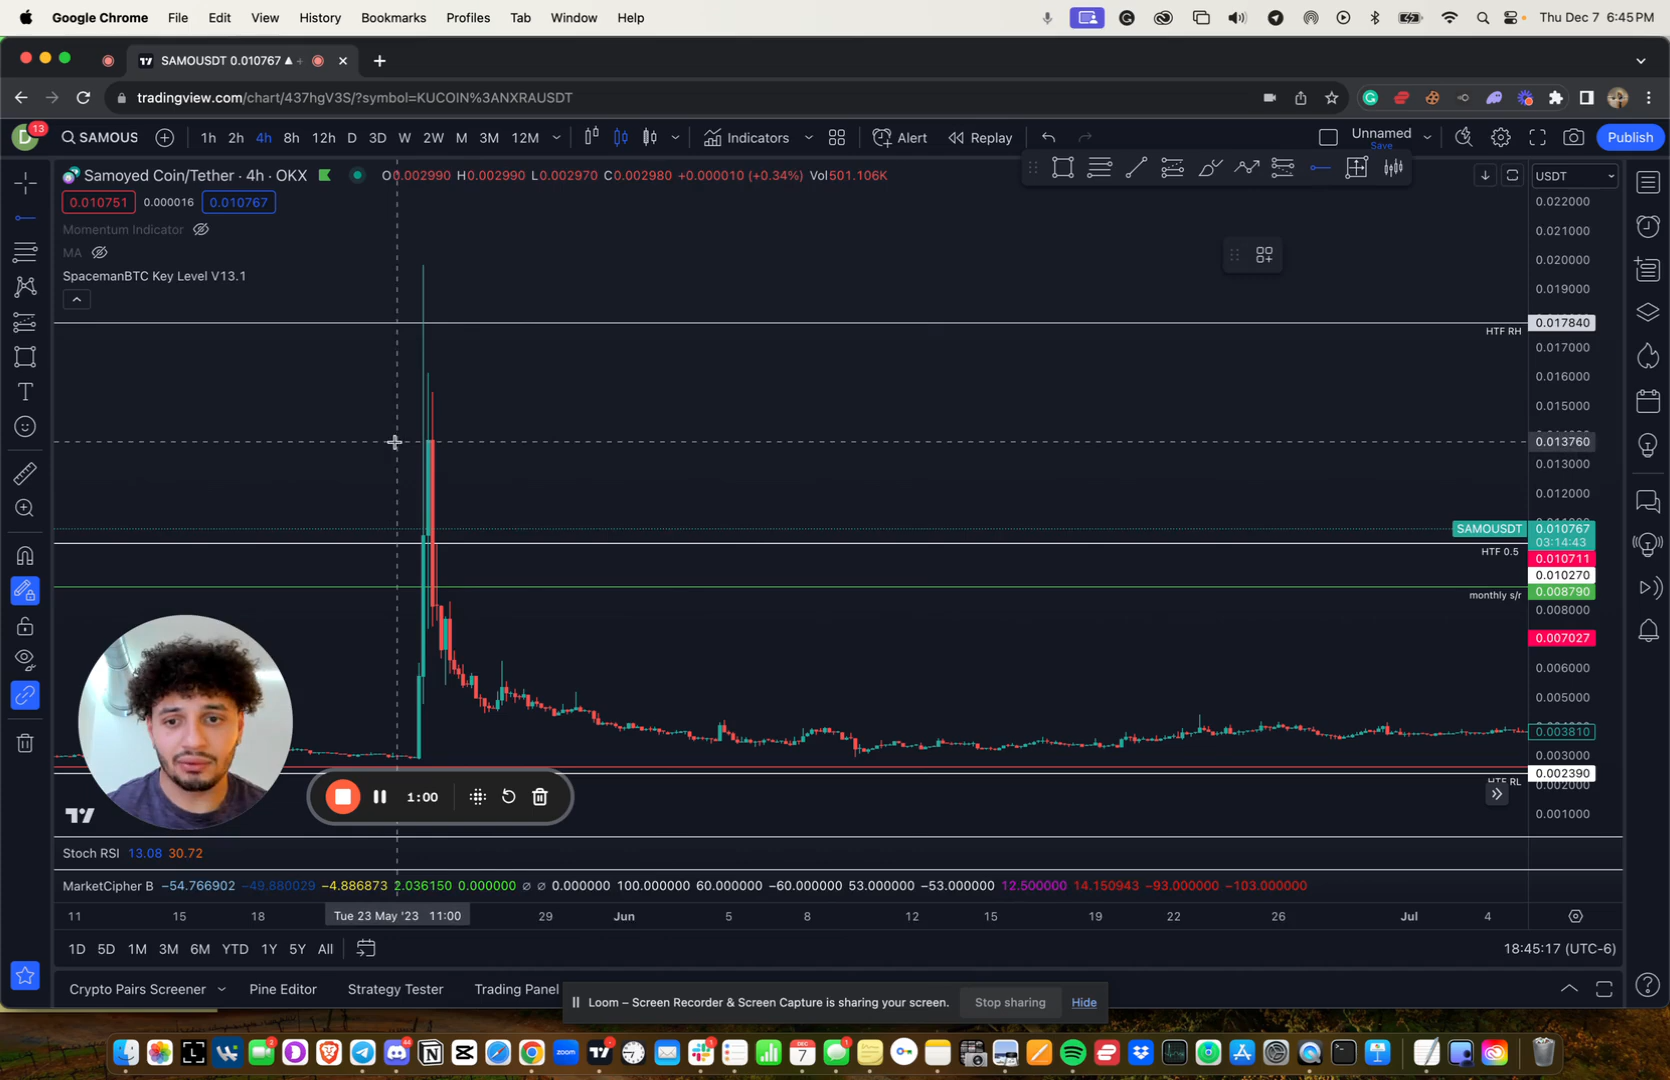 Google Chrome File Edit View History Bookmarks Profiles Tab Window Help Thu Dec 7 6:45 PM
SAMOUSDT 0.010767 ▲ +
tradingview.com/chart/437hgV3S/?symbol=KUCOIN%3ANXRAUSDT
D 13 SAMOUS 1h 2h 4h 8h 12h D 3D W 2W M 3M 12M Indicators Alert Replay Unnamed Publish
Save
Samoyed Coin/Tether · 4h · OKX O0.002990 H0.002990 L0.002970 C0.002980 +0.000010 (+0.34%) Vol501.106K USDT
0.010751 0.000016 0.010767
Momentum Indicator
MA
SpacemanBTC Key Level V13.1
0.022000
0.021000
0.020000
0.019000
0.017840
HTF RH
0.017000
0.016000
0.015000
0.013760
0.013000
0.012000
SAMOUSDT 0.010767
03:14:43
HTF 0.5 0.010711
0.010270
monthly s/r 0.008790
0.008000
0.007027
0.006000
0.005000
0.003810
0.003000
0.002390
HTF RL
0.002000
0.001000
1:00
Stoch RSI 13.08 30.72
MarketCipher B −54.766902 −49.880029 −4.886873 2.036150 0.000000 ∅ ∅ 0.000000 100.000000 60.000000 −60.000000 53.000000 −53.000000 12.500000 14.150943 −93.000000 −103.000000
11 15 18 Tue 23 May '23 11:00 29 Jun 5 8 12 15 19 22 26 Jul 4
1D 5D 1M 3M 6M YTD 1Y 5Y All 18:45:17 (UTC-6)
Crypto Pairs Screener Pine Editor Strategy Tester Trading Panel
Loom – Screen Recorder & Screen Capture is sharing your screen. Stop sharing Hide